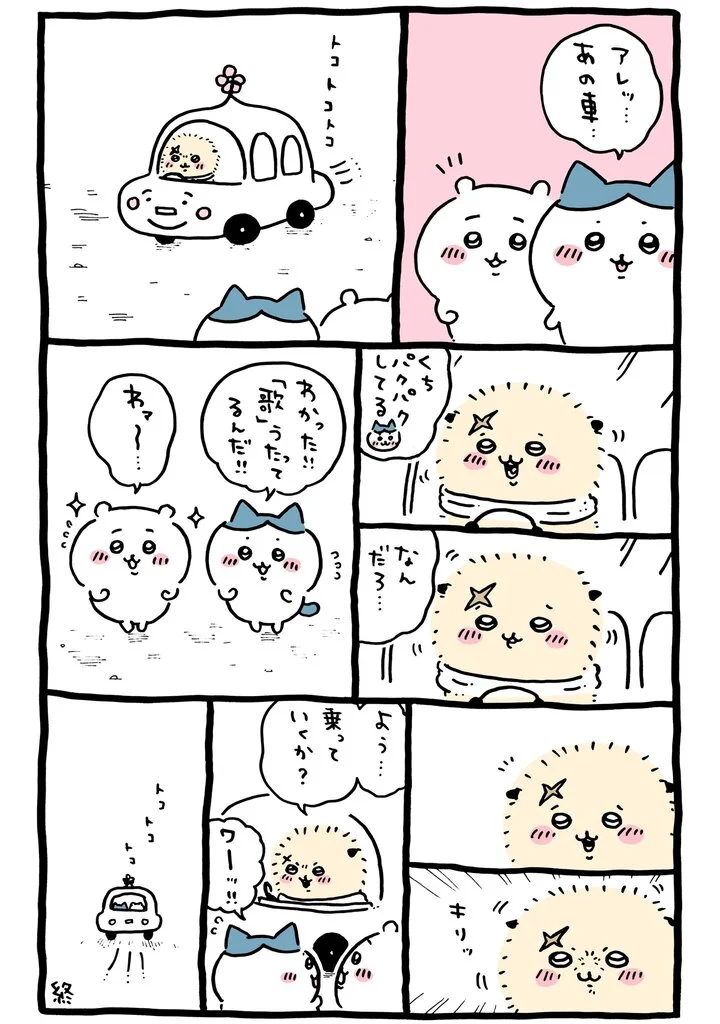 アレッ…
あの車…
トコトコトコトコ
くち
パクパク
してる
なん
だろ…
わかった!!
「歌」うたって
るんだ!!
わァ〜…
キリッ
よう…
乗って
いくか?
ワーッ!!
トコ
トコ
トコ
終